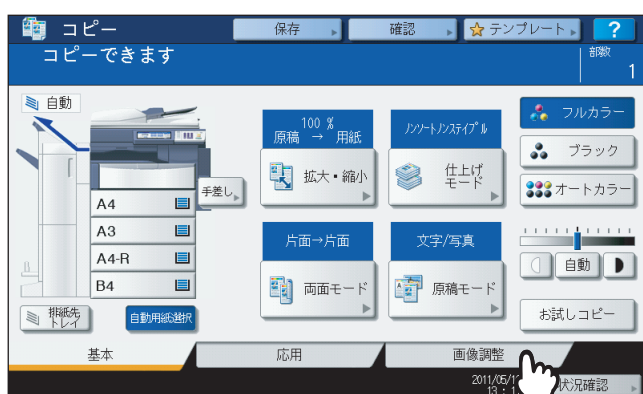 コピー
保存
確認
テンプレート
?
コピーできます
部数
1
自動
A4
A3
A4-R
B4
手差し
排紙先
トレイ
自動用紙選択
100 %
原稿 → 用紙
拡大・縮小
ノンソートノンステイプル
仕上げ
モード
片面→片面
両面モード
文字/写真
原稿モード
フルカラー
ブラック
オートカラー
自動
お試しコピー
基本
応用
画像調整
2011/05/1
13 : 1
状況確認